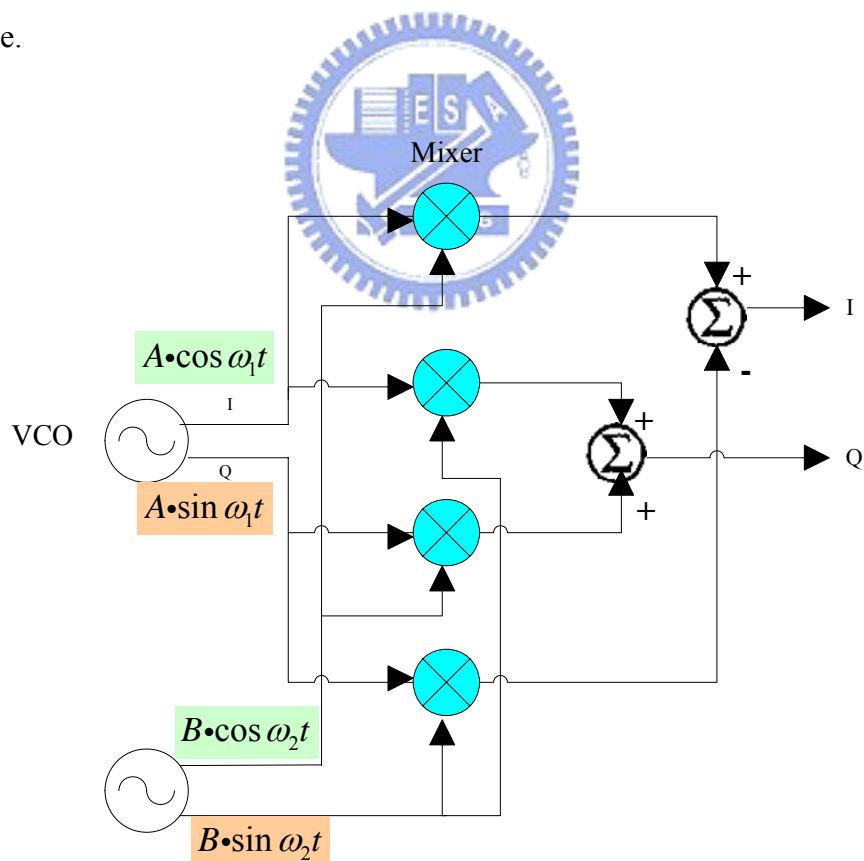 e.
E S A
Mixer
+
Σ
I
-
A•cos ω₁t
I
VCO
+
Σ
Q
Q
A•sin ω₁t
+
B•cos ω₂t
B•sin ω₂t